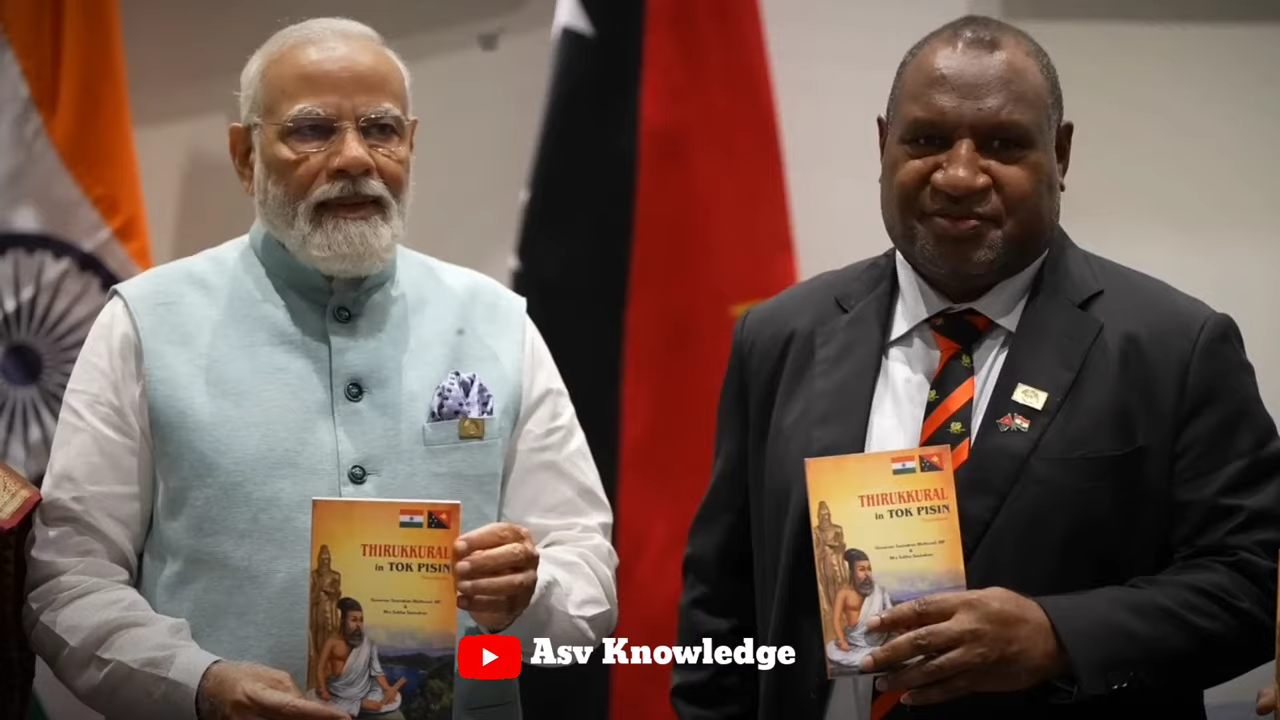 THIRUKKURAL
in TOK PISIN
THIRUKKURAL
in TOK PISIN
Asv Knowledge